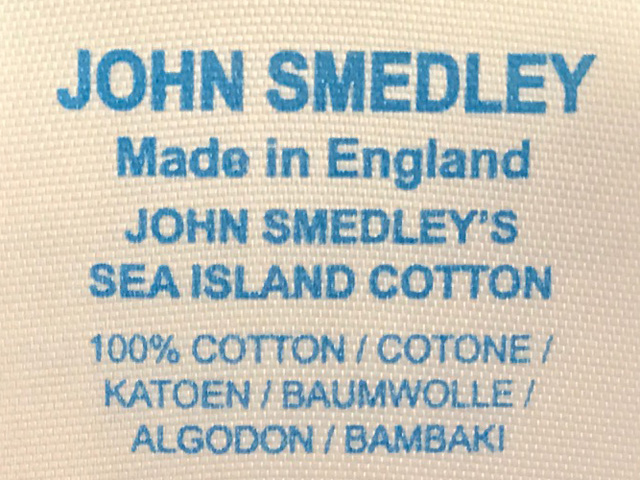 JOHN SMEDLEY
Made in England
JOHN SMEDLEY'S
SEA ISLAND COTTON
100% COTTON / COTONE /
KATOEN / BAUMWOLLE /
ALGODON / BAMBAKI